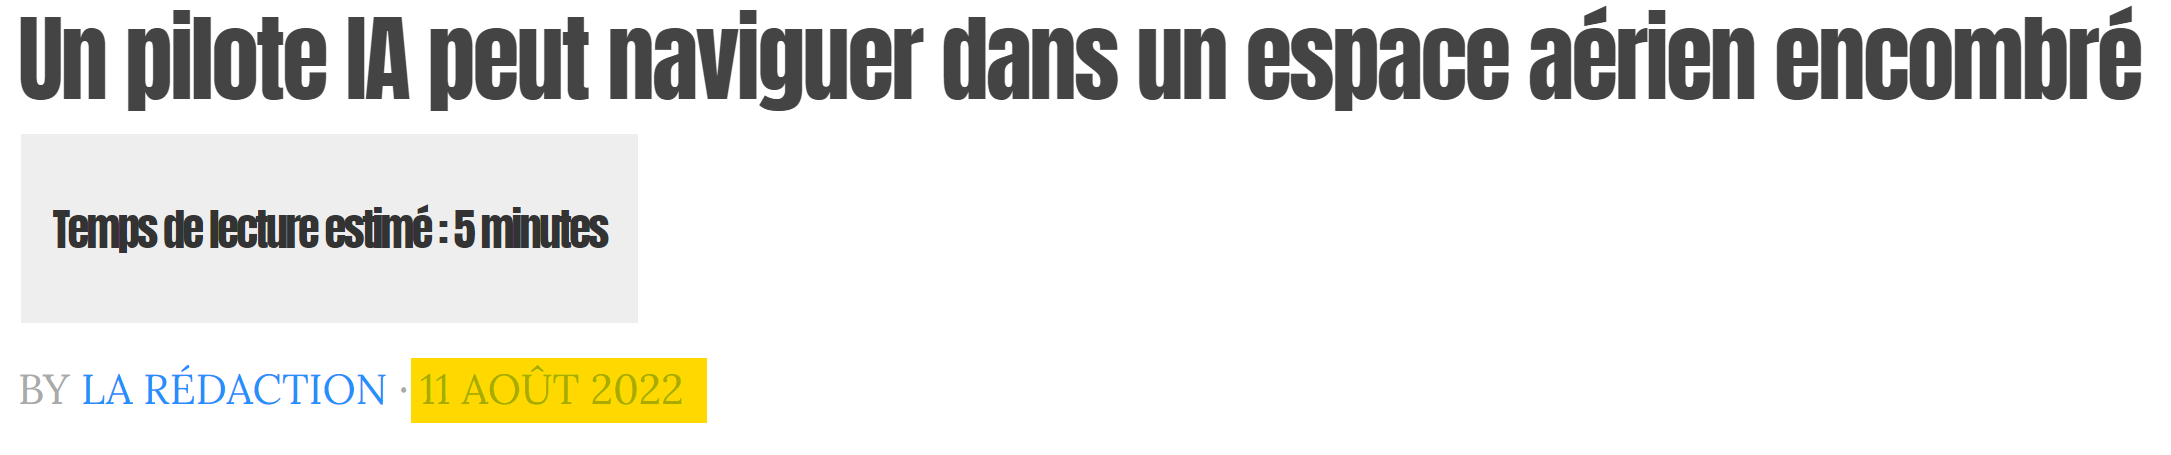 Un pilote IA peut naviguer dans un espace aérien encombré
Temps de lecture estimé : 5 minutes
BY LA RÉDACTION · 11 AOÛT 2022